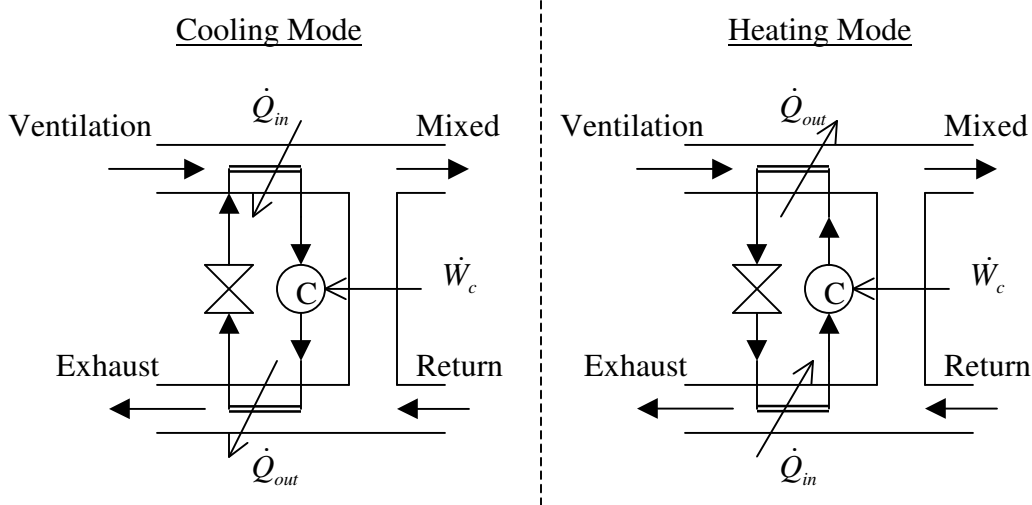 Cooling Mode
Q̇in
Ventilation
Mixed
C
Ẇc
Exhaust
Return
Q̇out
Heating Mode
Q̇out
Ventilation
Mixed
C
Ẇc
Exhaust
Return
Q̇in